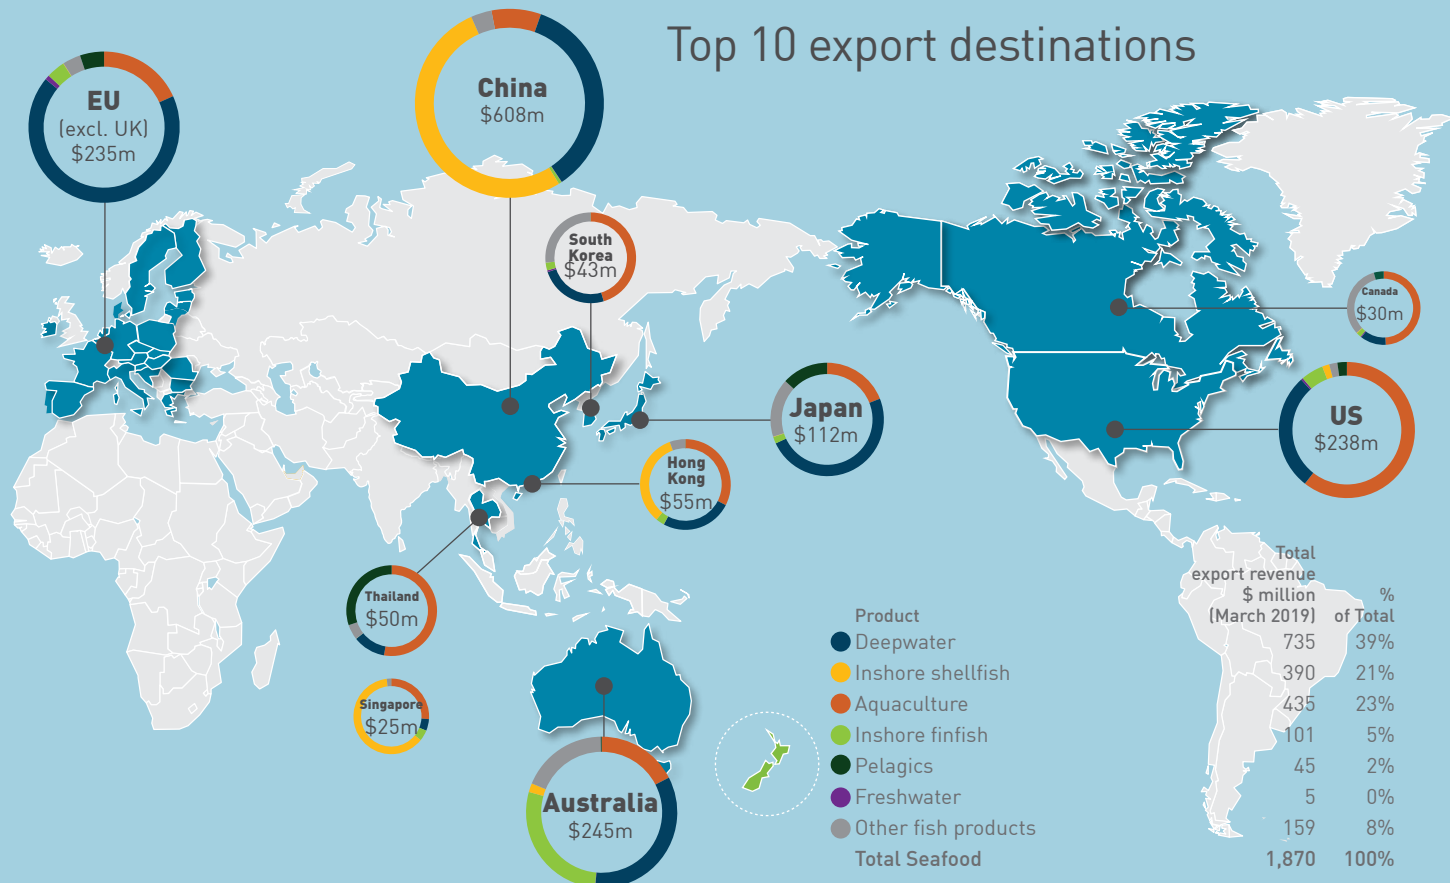 Top 10 export destinations
EU
(excl. UK)
$235m
China
$608m
South
Korea
$43m
Canada
$30m
Japan
$112m
US
$238m
Hong
Kong
$55m
Thailand
$50m
Singapore
$25m
Australia
$245m
Total
export revenue
$ million %
Product (March 2019) of Total
Deepwater 735 39%
Inshore shellfish 390 21%
Aquaculture 435 23%
Inshore finfish 101 5%
Pelagics 45 2%
Freshwater 5 0%
Other fish products 159 8%
Total Seafood 1,870 100%